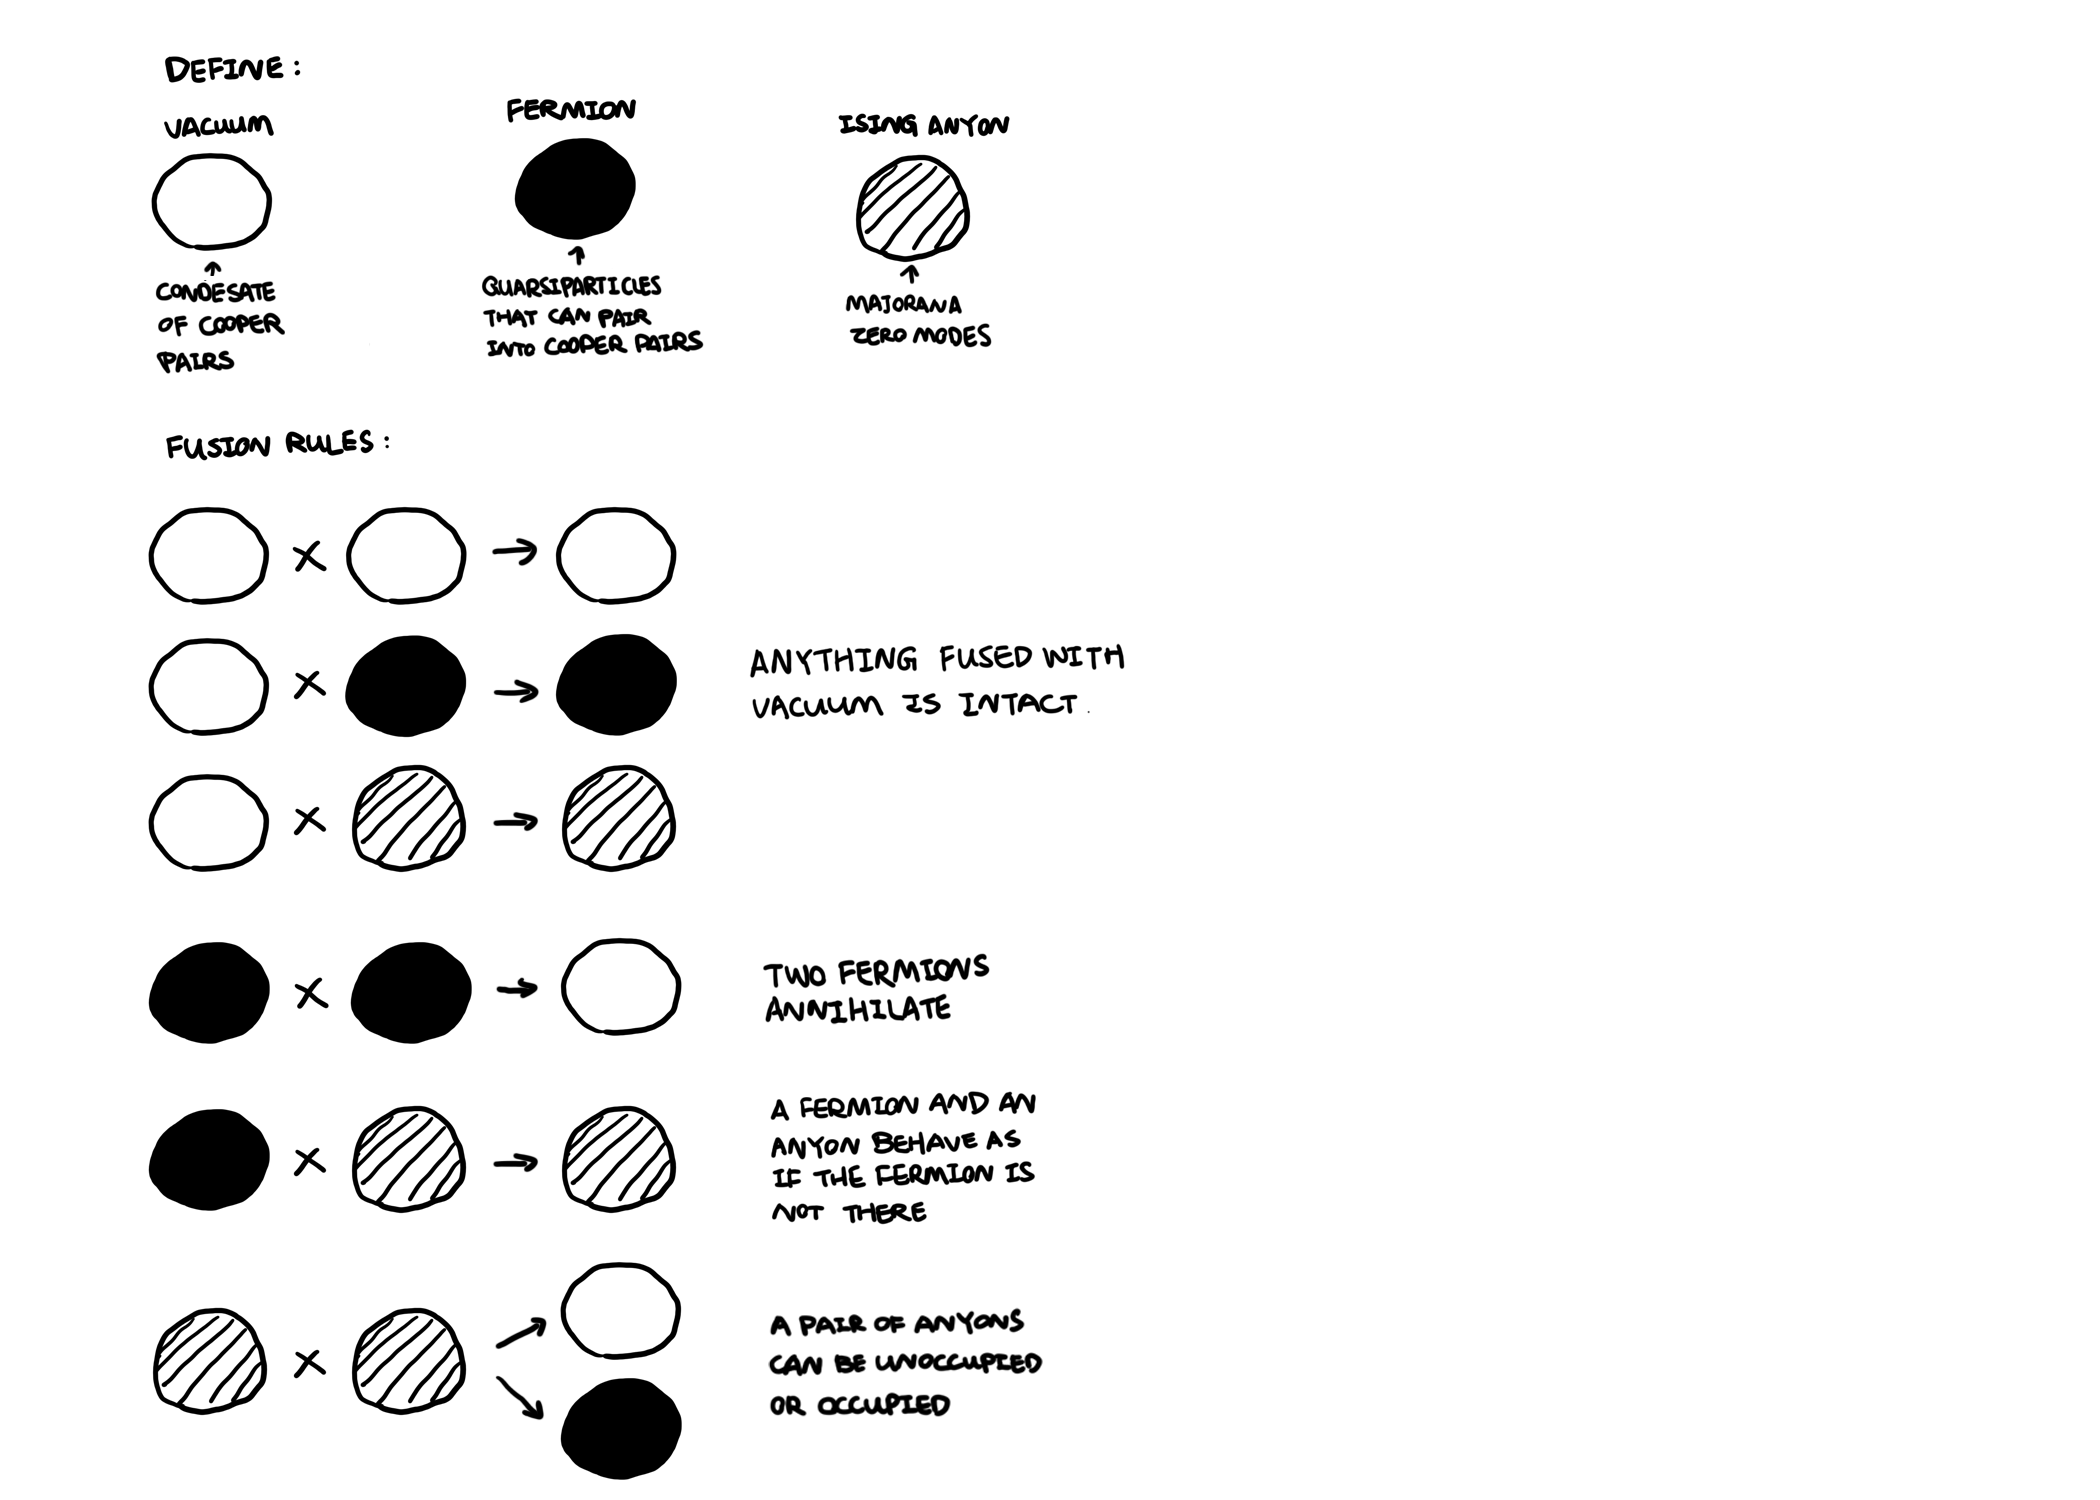 DEFINE:
VACUUM
FERMION
ISING ANYON
CONDESATE
OF COOPER
PAIRS
QUARSIPARTICLES
THAT CAN PAIR
INTO COOPER PAIRS
MAJORANA
ZERO MODES
FUSION RULES:
ANYTHING FUSED WITH
VACUUM IS INTACT.
TWO FERMIONS
ANNIHILATE
A FERMION AND AN
ANYON BEHAVE AS
IF THE FERMION IS
NOT THERE
A PAIR OF ANYONS
CAN BE UNOCCUPIED
OR OCCUPIED